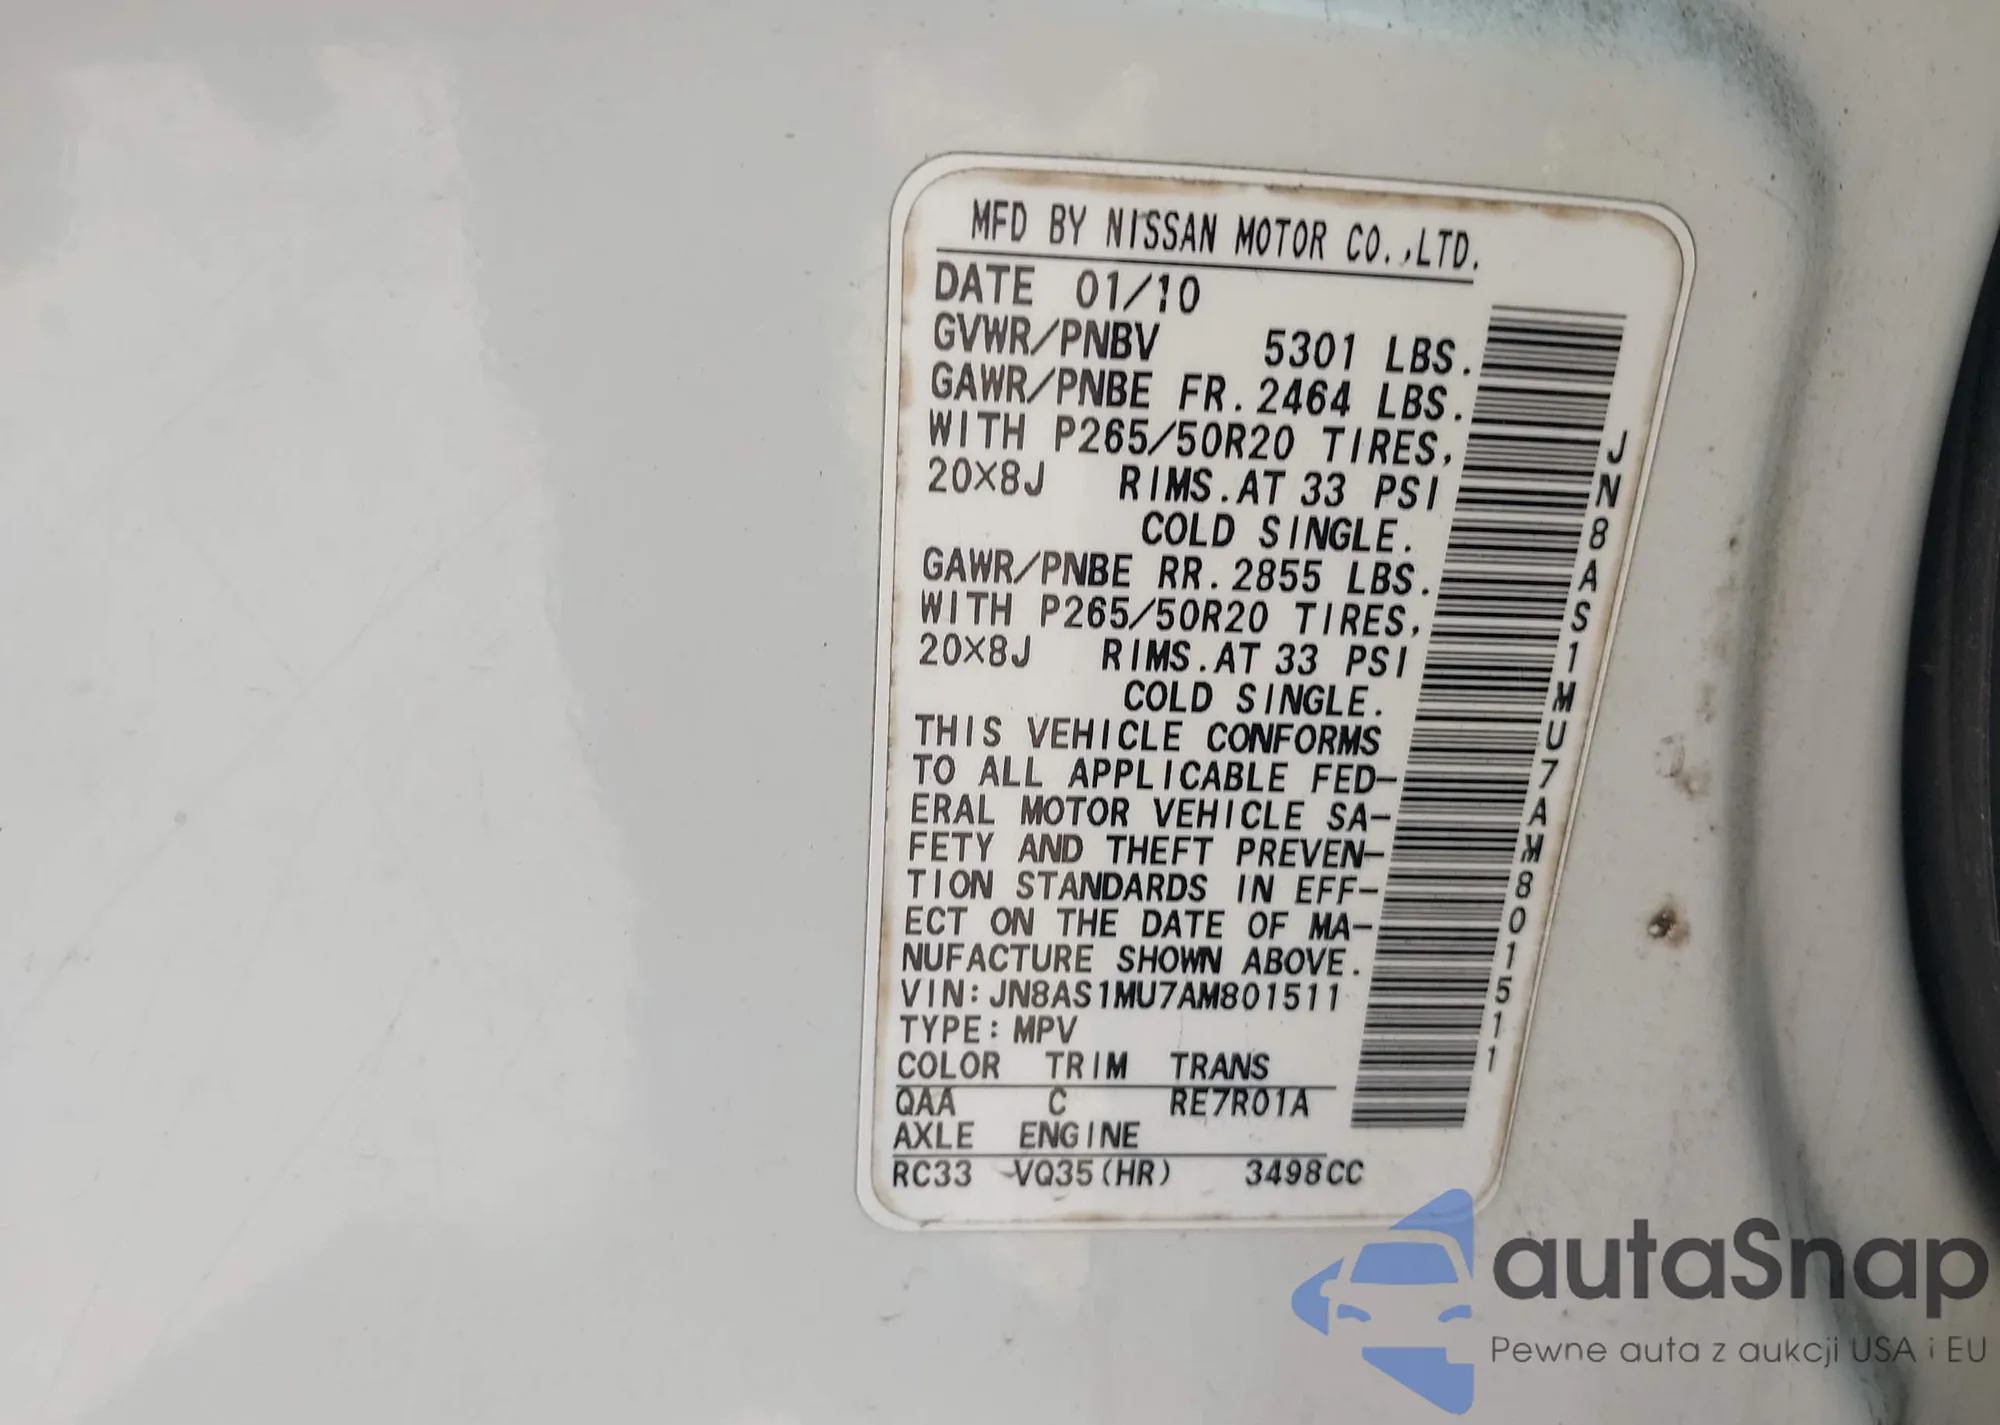 MFD BY NISSAN MOTOR CO.,LTD.
DATE 01/10
GVWR/PNBV 5301 LBS.
GAWR/PNBE FR.2464 LBS.
WITH P265/50R20 TIRES,
20X8J RIMS.AT 33 PSI
COLD SINGLE.
GAWR/PNBE RR.2855 LBS.
WITH P265/50R20 TIRES,
20X8J RIMS.AT 33 PSI
COLD SINGLE.
THIS VEHICLE CONFORMS
TO ALL APPLICABLE FED-
ERAL MOTOR VEHICLE SA-
FETY AND THEFT PREVEN-
TION STANDARDS IN EFF-
ECT ON THE DATE OF MA-
NUFACTURE SHOWN ABOVE.
VIN:JN8AS1MU7AM801511
TYPE:MPV
COLOR TRIM TRANS
QAA C RE7R01A
AXLE ENGINE
RC33 VQ35(HR) 3498CC
JN8AS1MU7AM801511
autaSnap
Pewne auta z aukcji USA i EU